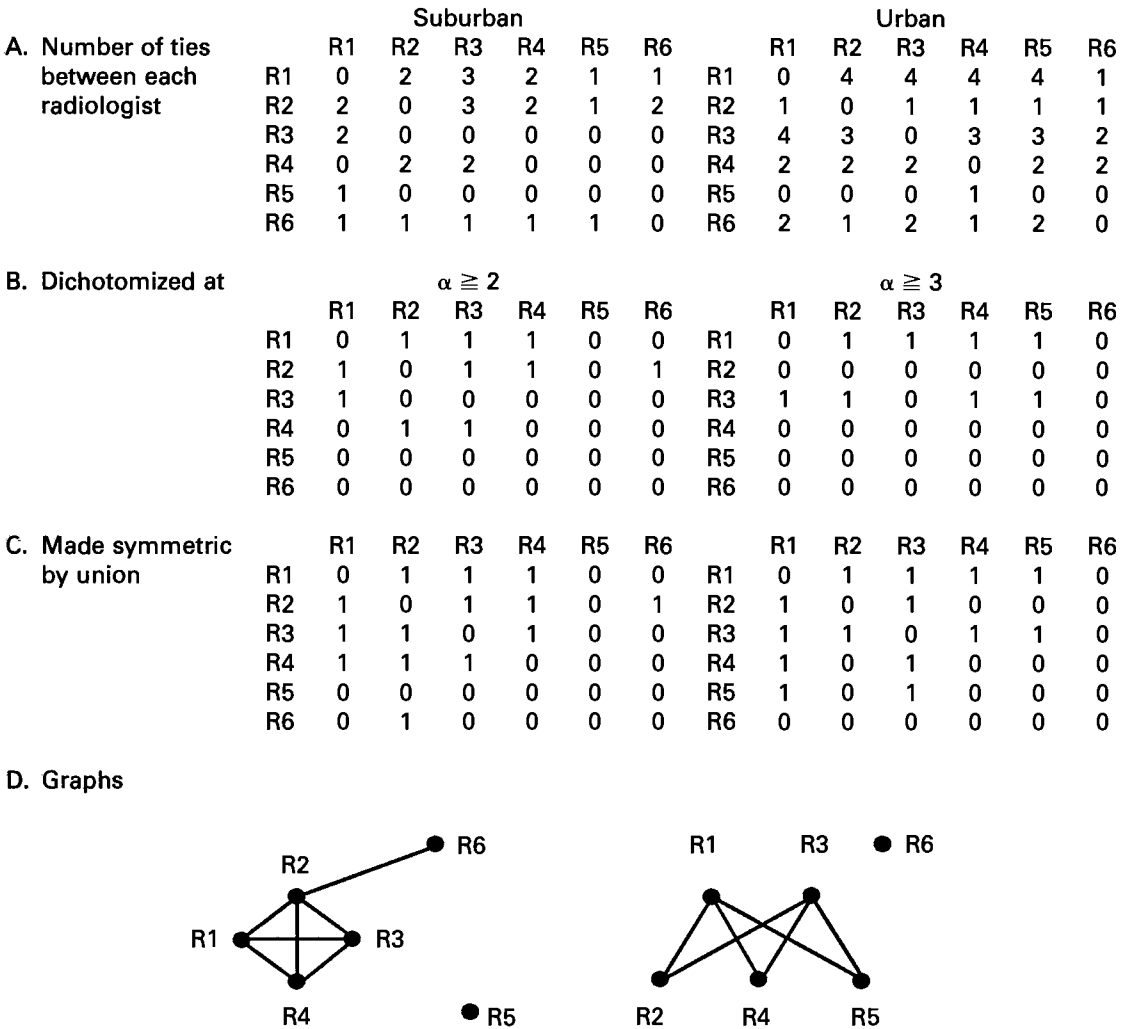 Suburban Urban
A. Number of ties R1 R2 R3 R4 R5 R6 R1 R2 R3 R4 R5 R6
between each R1 0 2 3 2 1 1 R1 0 4 4 4 4 1
radiologist R2 2 0 3 2 1 2 R2 1 0 1 1 1 1
R3 2 0 0 0 0 0 R3 4 3 0 3 3 2
R4 0 2 2 0 0 0 R4 2 2 2 0 2 2
R5 1 0 0 0 0 0 R5 0 0 0 1 0 0
R6 1 1 1 1 1 0 R6 2 1 2 1 2 0
B. Dichotomized at α ≧ 2 α ≧ 3
R1 R2 R3 R4 R5 R6 R1 R2 R3 R4 R5 R6
R1 0 1 1 1 0 0 R1 0 1 1 1 1 0
R2 1 0 1 1 0 1 R2 0 0 0 0 0 0
R3 1 0 0 0 0 0 R3 1 1 0 1 1 0
R4 0 1 1 0 0 0 R4 0 0 0 0 0 0
R5 0 0 0 0 0 0 R5 0 0 0 0 0 0
R6 0 0 0 0 0 0 R6 0 0 0 0 0 0
C. Made symmetric R1 R2 R3 R4 R5 R6 R1 R2 R3 R4 R5 R6
by union R1 0 1 1 1 0 0 R1 0 1 1 1 1 0
R2 1 0 1 1 0 1 R2 1 0 1 0 0 0
R3 1 1 0 1 0 0 R3 1 1 0 1 1 0
R4 1 1 1 0 0 0 R4 1 0 1 0 0 0
R5 0 0 0 0 0 0 R5 1 0 1 0 0 0
R6 0 1 0 0 0 0 R6 0 0 0 0 0 0
D. Graphs
R6 R1 R3 R6
R2
R1 R3
R4 R5 R2 R4 R5